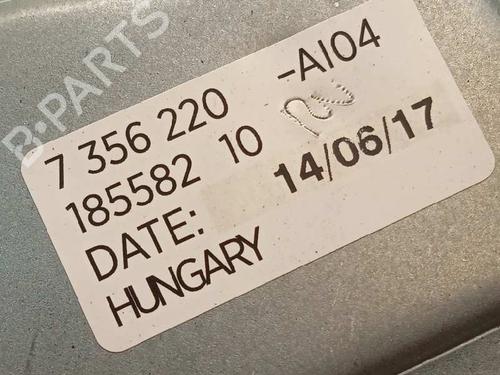 B-PARTS
7 356 220 -AI04
185582 10
DATE: 14/06/17
HUNGARY